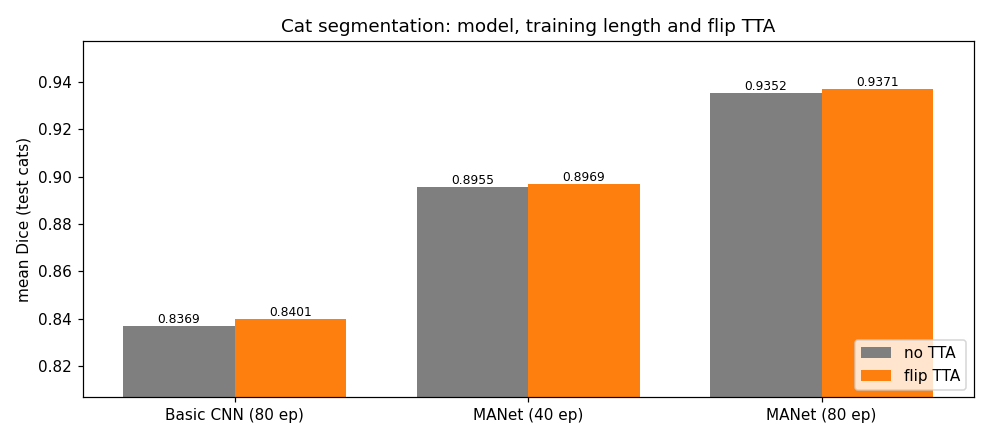 Cat segmentation: model, training length and flip TTA
mean Dice (test cats)
0.94
0.92
0.90
0.88
0.86
0.84
0.82
0.8369
0.8401
0.8955
0.8969
0.9352
0.9371
no TTA
flip TTA
Basic CNN (80 ep)
MANet (40 ep)
MANet (80 ep)